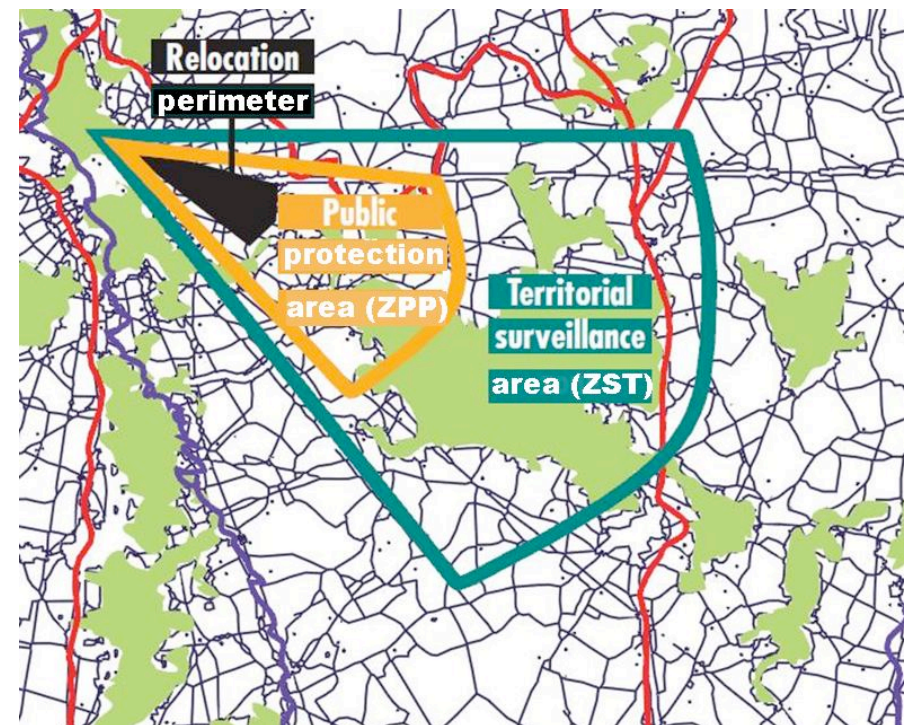 Relocation
perimeter
Public
protection
area (ZPP)
Territorial
surveillance
area (ZST)